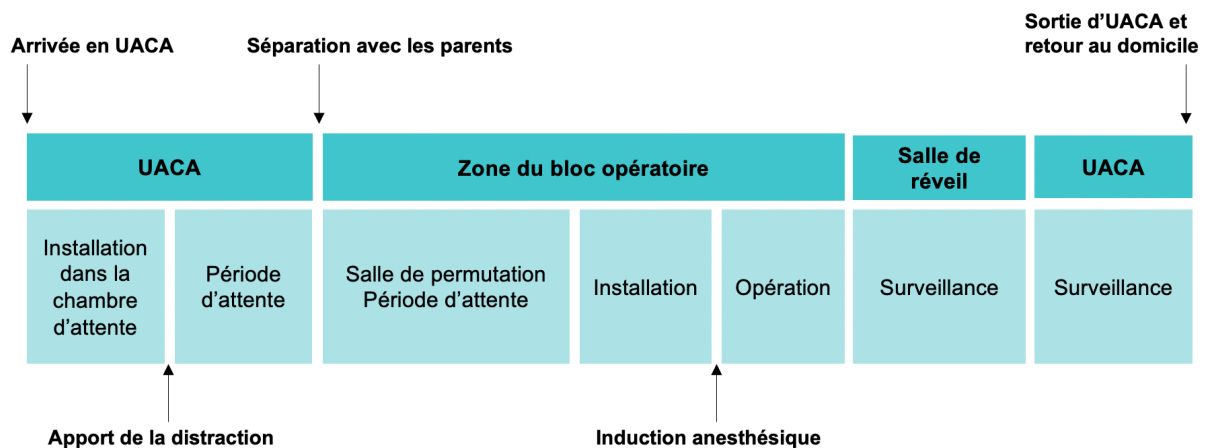 Arrivée en UACA
Séparation avec les parents
Sortie d’UACA et
retour au domicile
UACA
Zone du bloc opératoire
Salle de
réveil
UACA
Installation
dans la
chambre
d’attente
Période
d’attente
Salle de permutation
Période d’attente
Installation
Opération
Surveillance
Surveillance
Apport de la distraction
Induction anesthésique